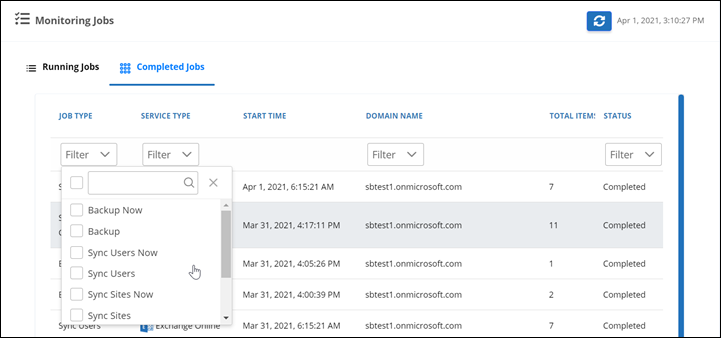 Monitoring Jobs
Apr 1, 2021, 3:10:27 PM
Running Jobs
Completed Jobs
JOB TYPE SERVICE TYPE START TIME DOMAIN NAME TOTAL ITEMS STATUS
Filter Filter Filter Filter
Apr 1, 2021, 6:15:21 AM sbtest1.onmicrosoft.com 7 Completed
Backup Now
Mar 31, 2021, 4:17:11 PM sbtest1.onmicrosoft.com 11 Completed
Backup
Sync Users Now
Mar 31, 2021, 4:05:26 PM sbtest1.onmicrosoft.com 1 Completed
Sync Users
Sync Sites Now
Mar 31, 2021, 4:00:39 PM sbtest1.onmicrosoft.com 2 Completed
Sync Sites
Sync Users Exchange Online Mar 31, 2021, 6:15:21 AM sbtest1.onmicrosoft.com 7 Completed